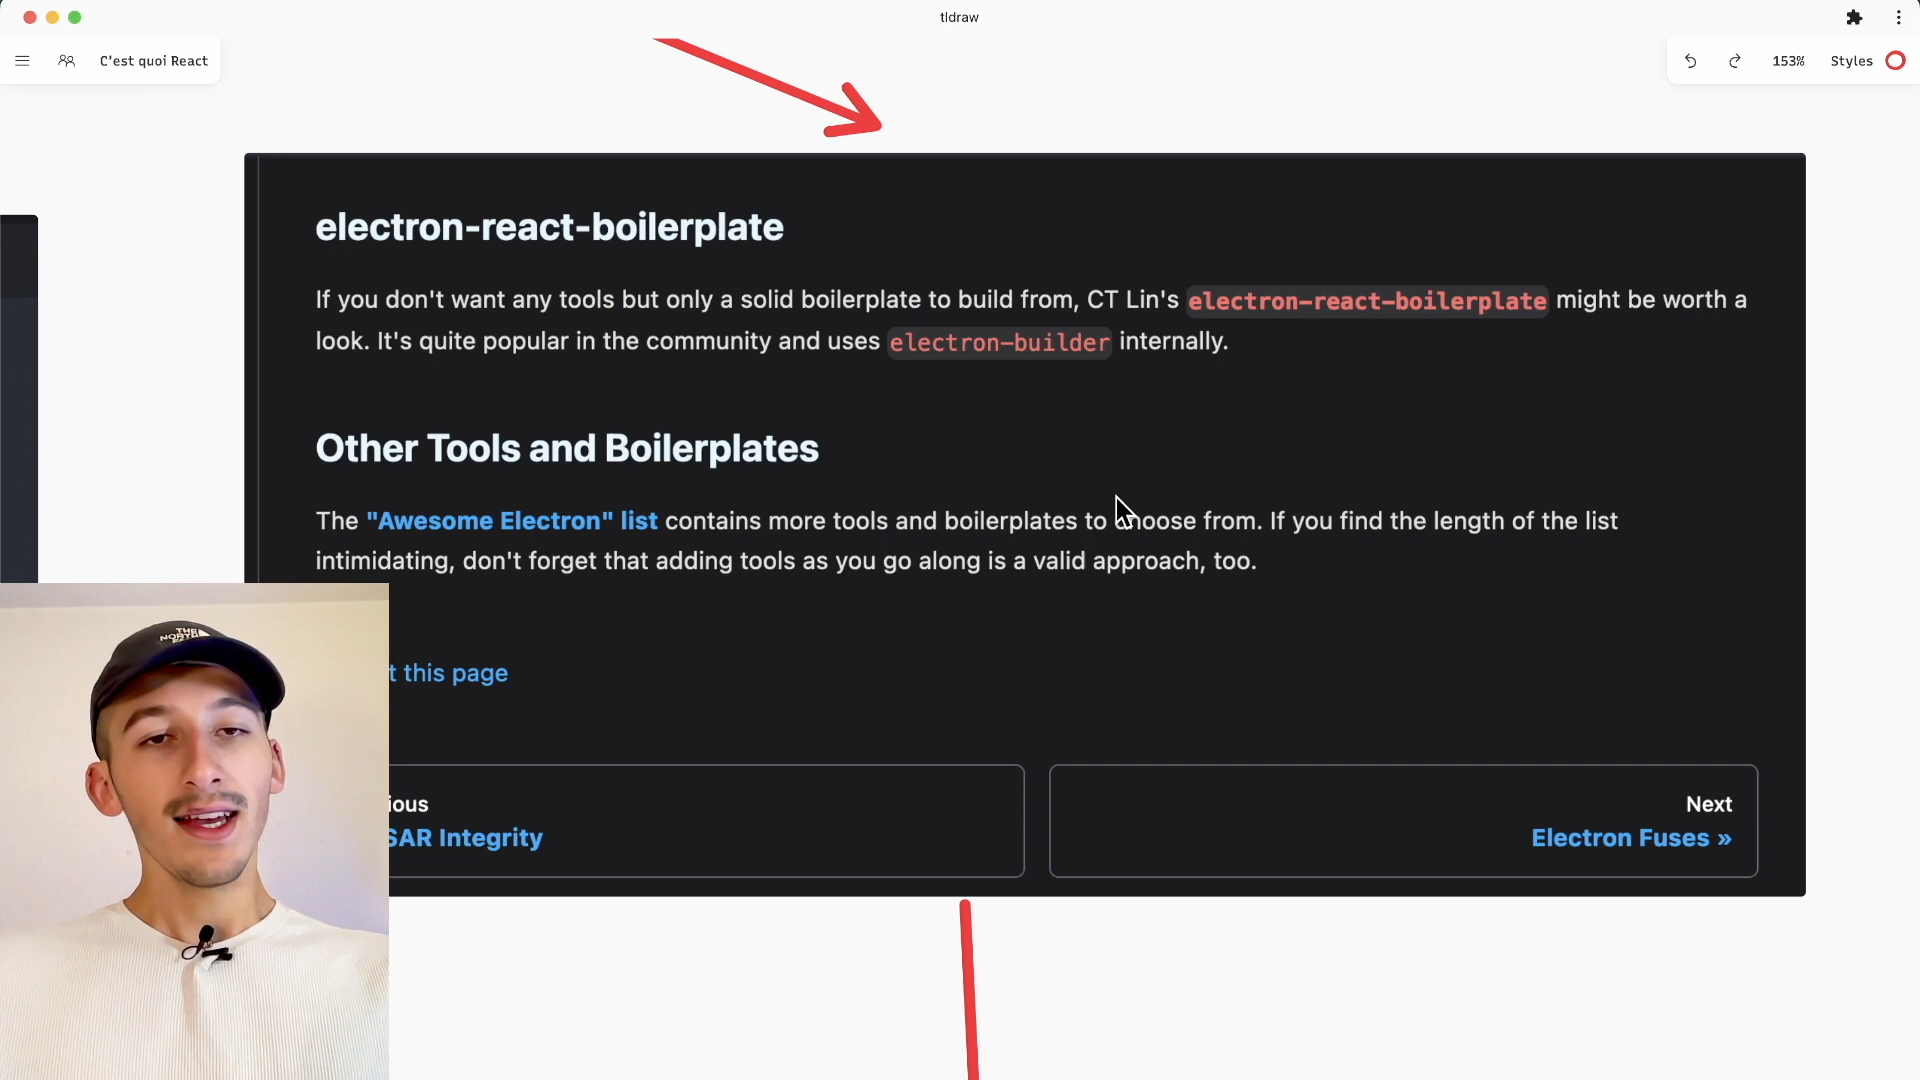 tldraw
C'est quoi React
153%
Styles
electron-react-boilerplate
If you don't want any tools but only a solid boilerplate to build from, CT Lin's electron-react-boilerplate might be worth a
look. It's quite popular in the community and uses electron-builder internally.
Other Tools and Boilerplates
The "Awesome Electron" list contains more tools and boilerplates to choose from. If you find the length of the list
intimidating, don't forget that adding tools as you go along is a valid approach, too.
t this page
ious
SAR Integrity
Next
Electron Fuses »
THE
NORTH